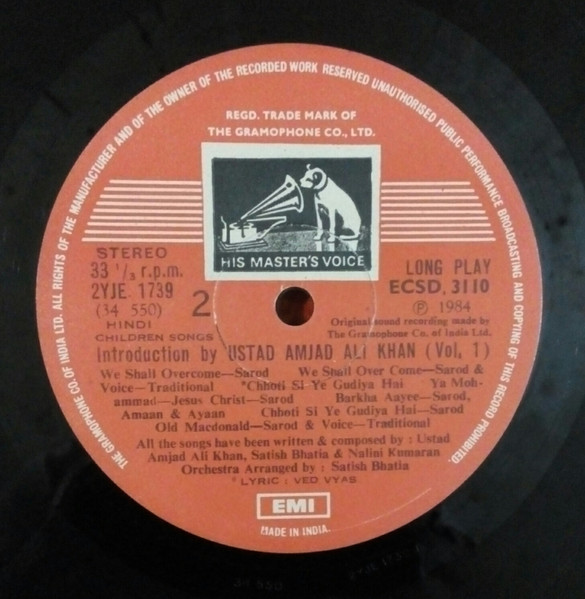 THE GRAMOPHONE CO. OF INDIA LTD. ALL RIGHTS OF THE MANUFACTURER AND OF THE OWNER OF THE RECORDED WORK RESERVED UNAUTHORISED PUBLIC PERFORMANCE BROADCASTING AND COPYING OF THIS RECORD PROHIBITED.
REGD. TRADE MARK OF
THE GRAMOPHONE CO., LTD.
HIS MASTER'S VOICE
STEREO
33 ⅓ r.p.m.
2YJE. 1739
(34 550)
HINDI
CHILDREN SONGS
2
LONG PLAY
ECSD. 3110
Ⓟ 1984
Original sound recording made by
The Gramophone Co. of India Ltd.
Introduction by USTAD AMJAD ALI KHAN (Vol. 1)
We Shall Overcome—Sarod We Shall Over Come—Sarod &
Voice—Traditional *Chhoti Si Ye Gudiya Hai Ya Moh-
ammad—Jesus Christ—Sarod Barkha Aayee—Sarod,
Amaan & Ayaan Chhoti Si Ye Gudiya Hai—Sarod
Old Macdonald—Sarod & Voice—Traditional
All the songs have been written & composed by : Ustad
Amjad Ali Khan, Satish Bhatia & Nalini Kumaran
Orchestra Arranged by : Satish Bhatia
*LYRIC : VED VYAS
EMI
MADE IN INDIA.